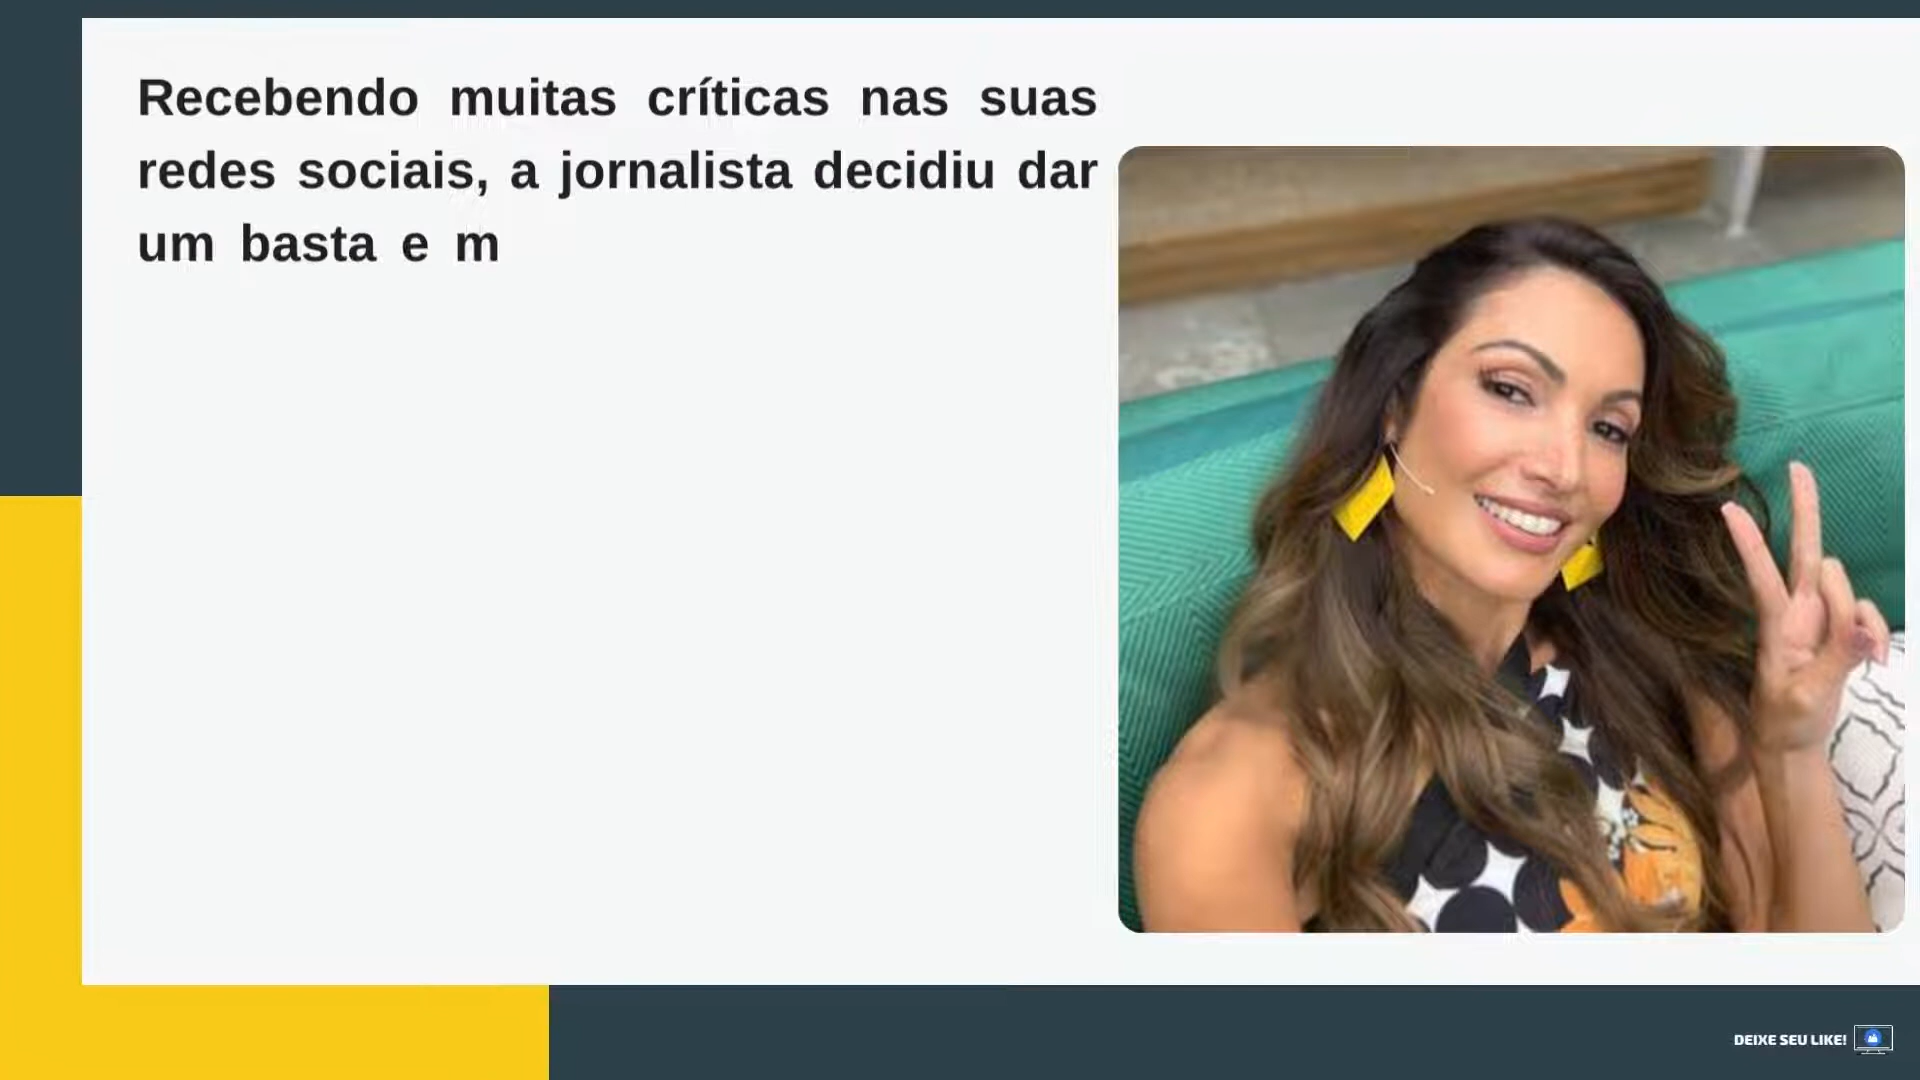 Recebendo muitas críticas nas suas
redes sociais, a jornalista decidiu dar
um basta e m
DEIXE SEU LIKE!